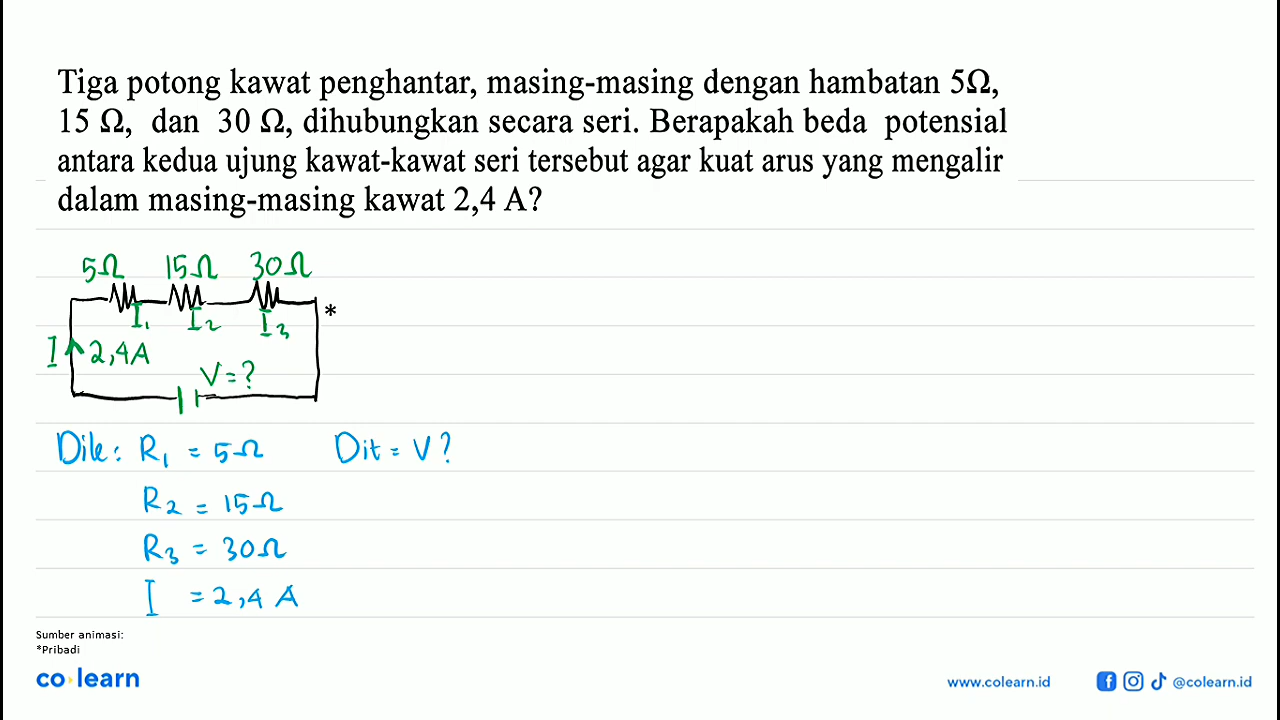 Tiga potong kawat penghantar, masing-masing dengan hambatan 5Ω,
15 Ω, dan 30 Ω, dihubungkan secara seri. Berapakah beda potensial
antara kedua ujung kawat-kawat seri tersebut agar kuat arus yang mengalir
dalam masing-masing kawat 2,4 A?
5Ω 15Ω 30Ω
I₁ I₂ I₃ *
I 2,4A
V=?
Dik: R₁ = 5Ω Dit = V?
R₂ = 15Ω
R₃ = 30Ω
I = 2,4 A
Sumber animasi:
*Pribadi
co learn www.colearn.id @colearn.id